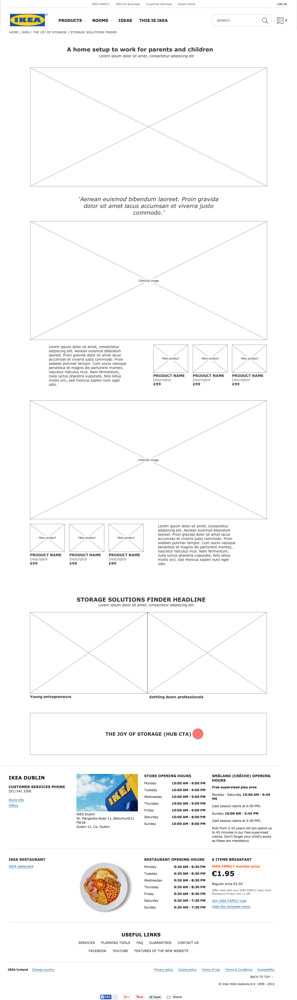 IKEA FAMILY IKEA for Business Customer Services Dublin Store LOG IN
IKEA ® PRODUCTS ROOMS IDEAS THIS IS IKEA SEARCH 0
HOME / IKEA / THE JOY OF STORAGE / STORAGE SOLUTIONS FINDER
A home setup to work for parents and children
Lorem ipsum dolor sit amet, consectetur adipiscing elit
‘Aenean euismod bibendum laoreet. Proin gravida
dolor sit amet lacus accumsan et viverra justo
commodo.’
Lifestyle image
Lorem ipsum dolor sit amet, consectetur
adipiscing elit. Aenean euismod bibendum
laoreet. Proin gravida dolor sit amet lacus
accumsan et viverra justo commodo. Proin
sodales pulvinar tempor. Cum sociis natoque
penatibus et magnis dis parturient montes,
nascetur ridiculus mus. Nam fermentum,
nulla luctus pharetra vulputate, felis tellus
mollis orci, sed rhoncus sapien nunc eget
odio.
Hero product Hero product Hero product
PRODUCT NAME PRODUCT NAME PRODUCT NAME
Descriptor Descriptor Descriptor
£99 £99 £99
Lifestyle image
Hero product Hero product Hero product
PRODUCT NAME PRODUCT NAME PRODUCT NAME
Descriptor Descriptor Descriptor
£99 £99 £99
Lorem ipsum dolor sit amet, consectetur
adipiscing elit. Aenean euismod bibendum
laoreet. Proin gravida dolor sit amet lacus
accumsan et viverra justo commodo. Proin
sodales pulvinar tempor. Cum sociis natoque
penatibus et magnis dis parturient montes,
nascetur ridiculus mus. Nam fermentum,
nulla luctus pharetra vulputate, felis tellus
mollis orci, sed rhoncus sapien nunc eget
odio.
STORAGE SOLUTIONS FINDER HEADLINE
Lorem ipsum dolor sit amet, consectetur adipiscing elit.
Young entrepreneurs Settling down professionals
THE JOY OF STORAGE (HUB CTA)
IKEA DUBLIN
CUSTOMER SERVICES PHONE
(01) 541 3300
Store info
Offers
IKEA
IKEA Dublin
St. Margarets Road 11, BallymunD11
FW18
Dublin 11, Co. Dublin
STORE OPENING HOURS
Monday 10:00 AM - 9:00 PM
Tuesday 10:00 AM - 9:00 PM
Wednesday 10:00 AM - 9:00 PM
Thursday 10:00 AM - 9:00 PM
Friday 10:00 AM - 9:00 PM
Saturday 10:00 AM - 8:00 PM
Sunday 10:00 AM - 8:00 PM
SMÅLAND (CRÈCHE) OPENING
HOURS
Free supervised play area
Monday - Saturday 10:00 AM - 6:45
PM
(last session starts at 6:00 PM)
Sunday 10:00 AM - 5:45 PM
(last session starts at 5:00 PM)
Kids from 3-10 years old can spend up
to 45 minutes in our free supervised
crèche. Don't forget your child's socks
as these are mandatory.
IKEA RESTAURANT
IKEA restaurant
RESTAURANT OPENING HOURS
Monday 9:30 AM - 8:30 PM
Tuesday 9:30 AM - 8:30 PM
Wednesday 9:30 AM - 8:30 PM
Thursday 9:30 AM - 8:30 PM
Friday 9:30 AM - 8:30 PM
Saturday 9:30 AM - 7:30 PM
Sunday 9:30 AM - 7:30 PM
6 ITEMS BREAKFAST
IKEA FAMILY member price
€1.95
Regular price €2.50
Offer valid with your IKEA FAMILY card, from
Monday to Friday until 11 AM.
Join IKEA FAMILY now
View the complete menu
USEFUL LINKS
SERVICES PLANNING TOOLS FAQ GUARANTEES CONTACT US
FACEBOOK YOUTUBE FEATURES OF THE NEW WEBSITE
IKEA Ireland Change country Privacy policy Cookie policy Terms of Use Terms & Conditions Accessibility
BACK TO TOP
© Inter IKEA Systems B.V. 1999 - 2015
Like 0 G+1 Pin it Tweet Share